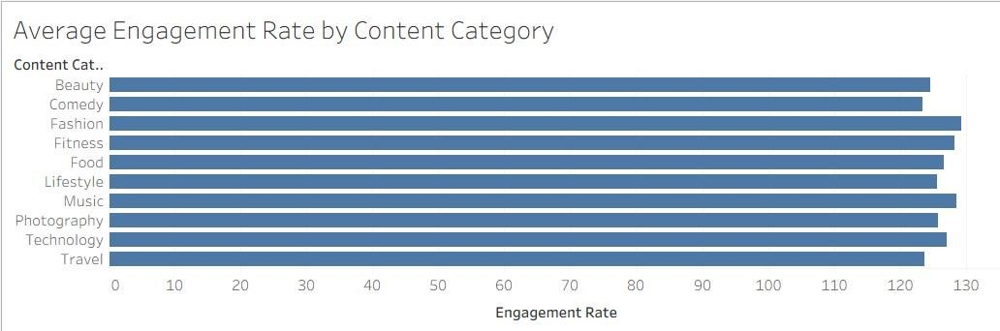 Average Engagement Rate by Content Category
Content Cat..
Beauty
Comedy
Fashion
Fitness
Food
Lifestyle
Music
Photography
Technology
Travel
0 10 20 30 40 50 60 70 80 90 100 110 120 130
Engagement Rate